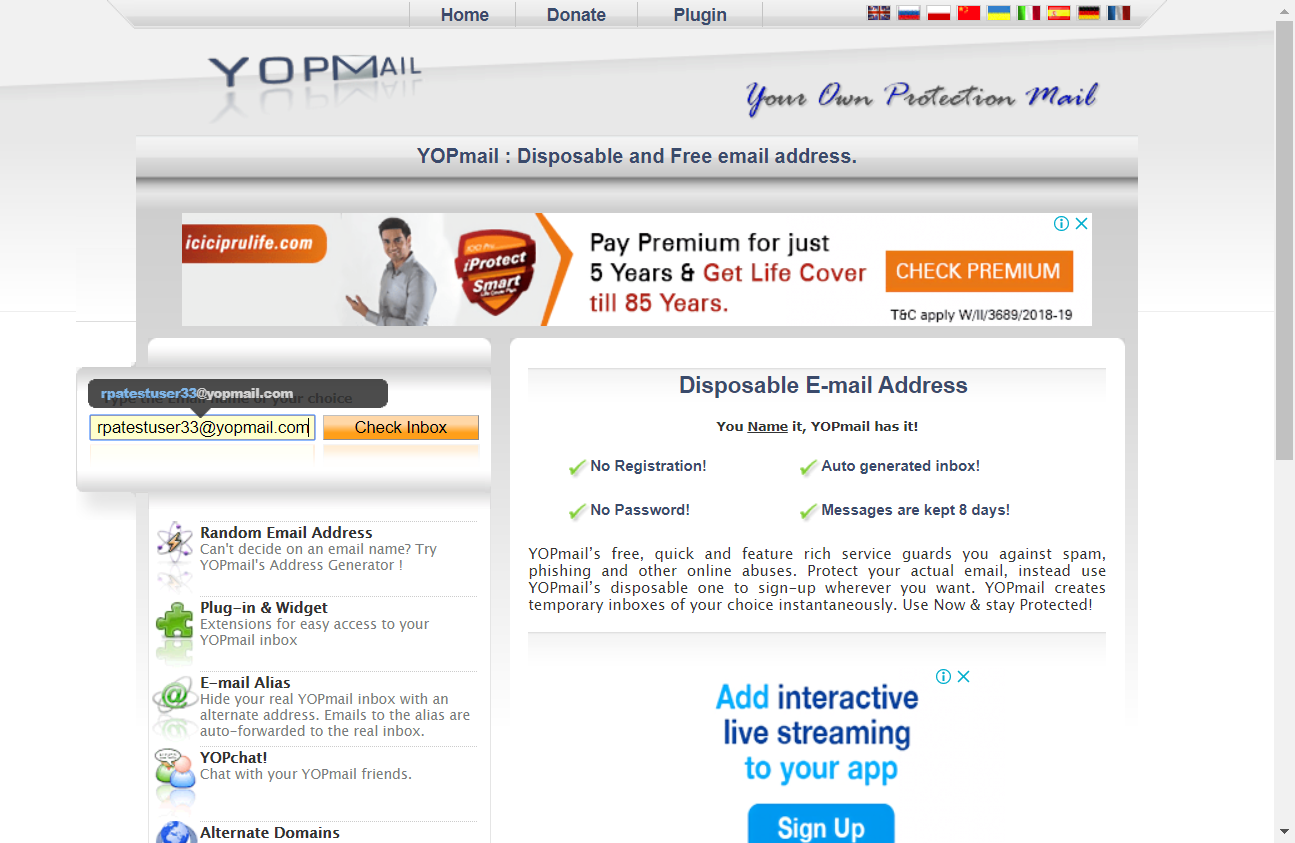 Home Donate Plugin
YOPMAIL
Your Own Protection Mail
YOPmail : Disposable and Free email address.
iciciprulife.com
iProtect
Smart
Pay Premium for just
5 Years & Get Life Cover
till 85 Years.
CHECK PREMIUM
T&C apply W/II/3689/2018-19
rpatestuser33@yopmail.com
Type the Email name of your choice
rpatestuser33@yopmail.com
Check Inbox
Random Email Address
Can't decide on an email name? Try
YOPmail's Address Generator !
Plug-in & Widget
Extensions for easy access to your
YOPmail inbox
E-mail Alias
Hide your real YOPmail inbox with an
alternate address. Emails to the alias are
auto-forwarded to the real inbox.
YOPchat!
Chat with your YOPmail friends.
Alternate Domains
Disposable E-mail Address
You Name it, YOPmail has it!
No Registration!
Auto generated inbox!
No Password!
Messages are kept 8 days!
YOPmail’s free, quick and feature rich service guards you against spam,
phishing and other online abuses. Protect your actual email, instead use
YOPmail’s disposable one to sign-up wherever you want. YOPmail creates
temporary inboxes of your choice instantaneously. Use Now & stay Protected!
Add interactive
live streaming
to your app
Sign Up